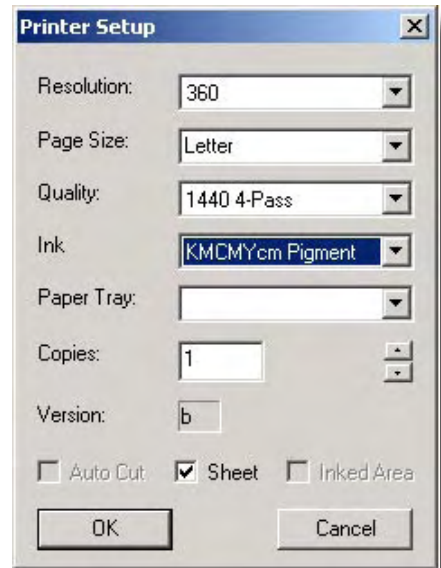 Printer Setup
Resolution: 360
Page Size: Letter
Quality: 1440 4-Pass
Ink KMCMYcm Pigment
Paper Tray:
Copies: 1
Version: b
Auto Cut Sheet Inked Area
OK Cancel